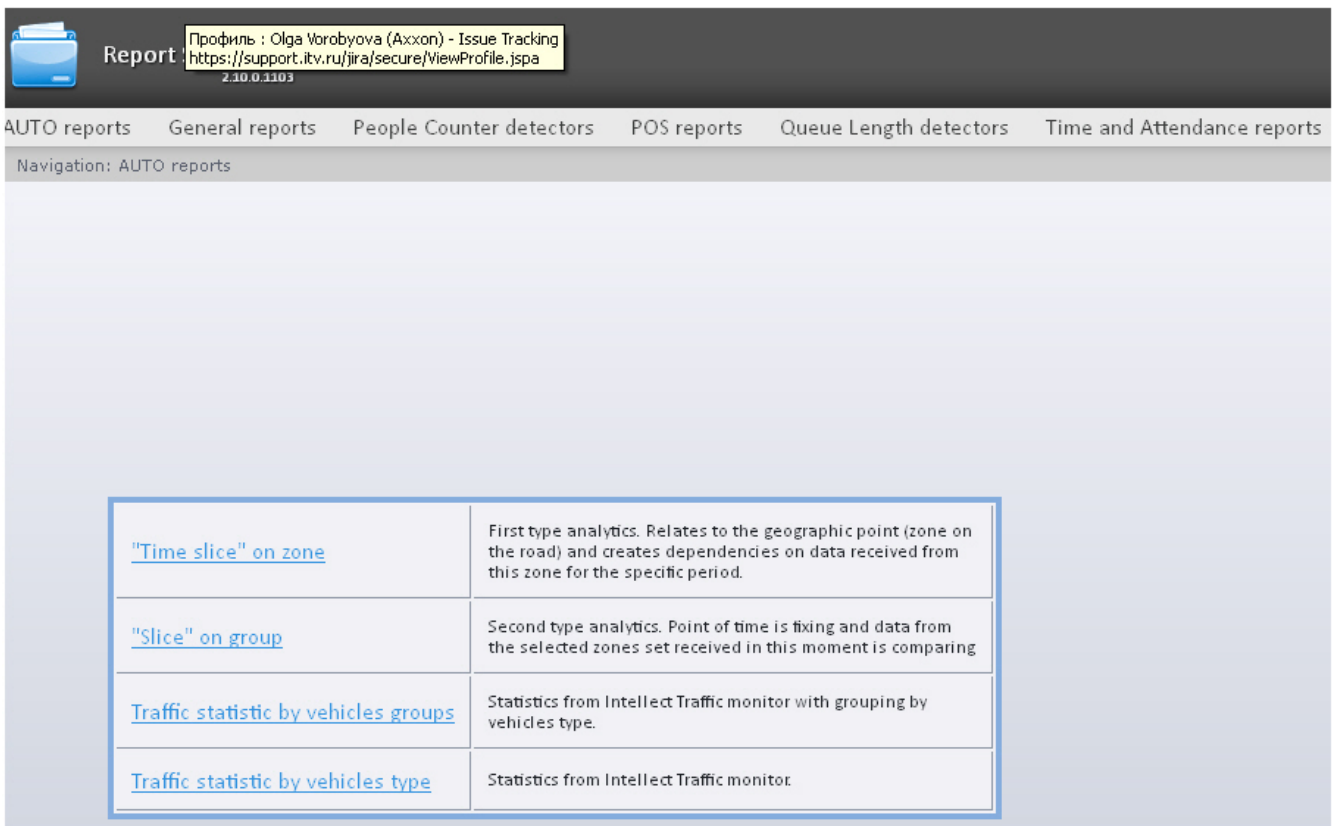 Профиль : Olga Vorobyova (Axxon) - Issue Tracking
Report
https://support.itv.ru/jira/secure/ViewProfile.jspa
2.10.0.1103
AUTO reports General reports People Counter detectors POS reports Queue Length detectors Time and Attendance reports
Navigation: AUTO reports
"Time slice" on zone
First type analytics. Relates to the geographic point (zone on
the road) and creates dependencies on data received from
this zone for the specific period.
"Slice" on group
Second type analytics. Point of time is fixing and data from
the selected zones set received in this moment is comparing
Traffic statistic by vehicles groups
Statistics from Intellect Traffic monitor with grouping by
vehicles type.
Traffic statistic by vehicles type
Statistics from Intellect Traffic monitor.